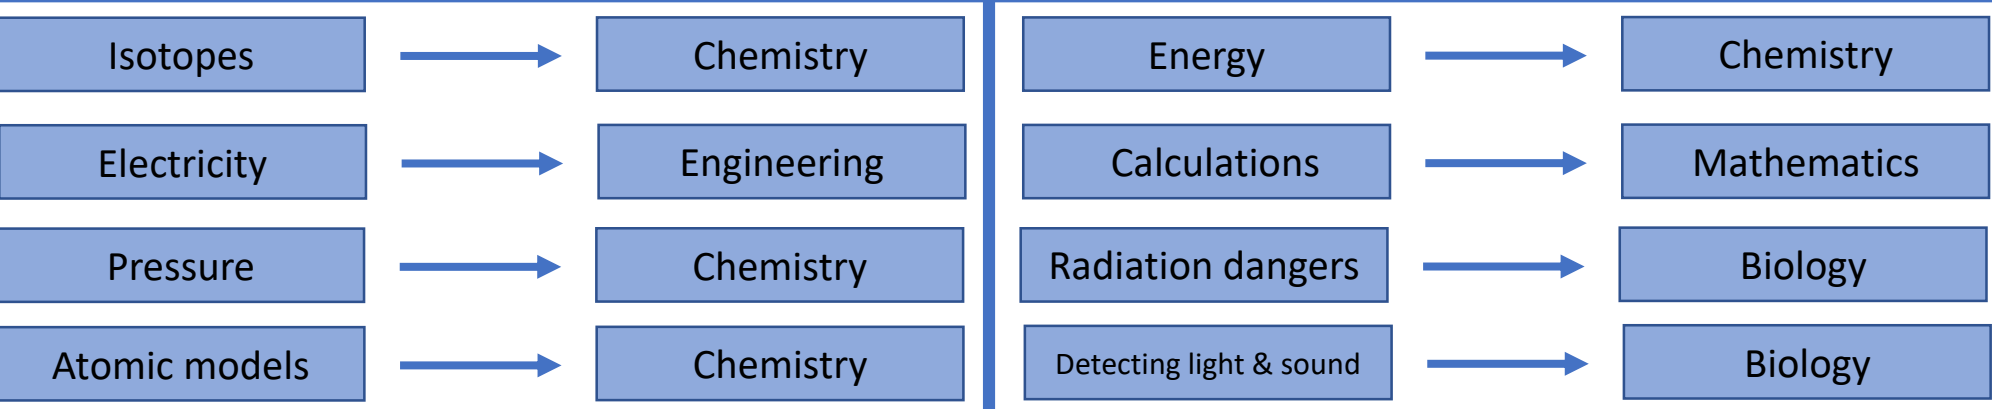 Isotopes
Chemistry
Electricity
Engineering
Pressure
Chemistry
Atomic models
Chemistry
Energy
Chemistry
Calculations
Mathematics
Radiation dangers
Biology
Detecting light & sound
Biology